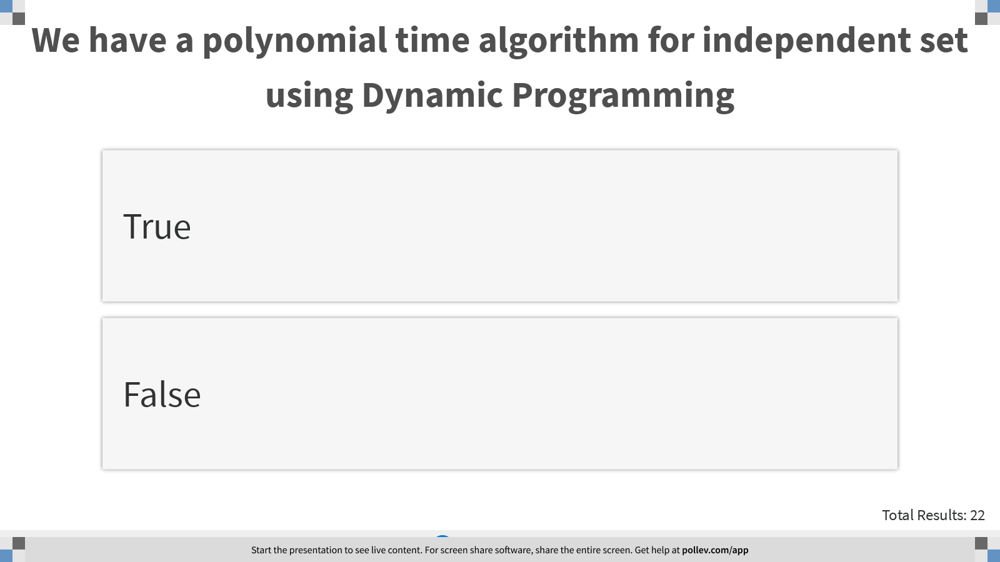 We have a polynomial time algorithm for independent set
using Dynamic Programming
True
False
Total Results: 22
Start the presentation to see live content. For screen share software, share the entire screen. Get help at pollev.com/app